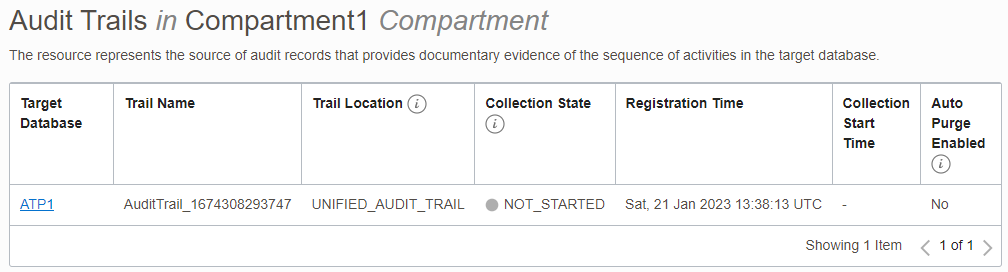 Audit Trails in Compartment1 Compartment
The resource represents the source of audit records that provides documentary evidence of the sequence of activities in the target database.
Target Database Trail Name Trail Location i Collection State i Registration Time Collection Start Time Auto Purge Enabled i
ATP1 AuditTrail_1674308293747 UNIFIED_AUDIT_TRAIL NOT_STARTED Sat, 21 Jan 2023 13:38:13 UTC - No
Showing 1 Item < 1 of 1 >